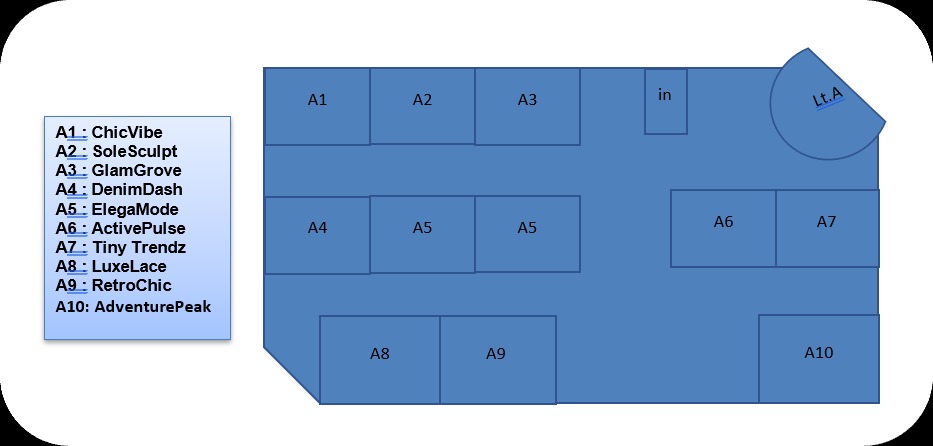 A1 : ChicVibe
A2 : SoleSculpt
A3 : GlamGrove
A4 : DenimDash
A5 : ElegaMode
A6 : ActivePulse
A7 : Tiny Trendz
A8 : LuxeLace
A9 : RetroChic
A10: AdventurePeak
A1 A2 A3 in Lt.A
A4 A5 A5 A6 A7
A8 A9 A10